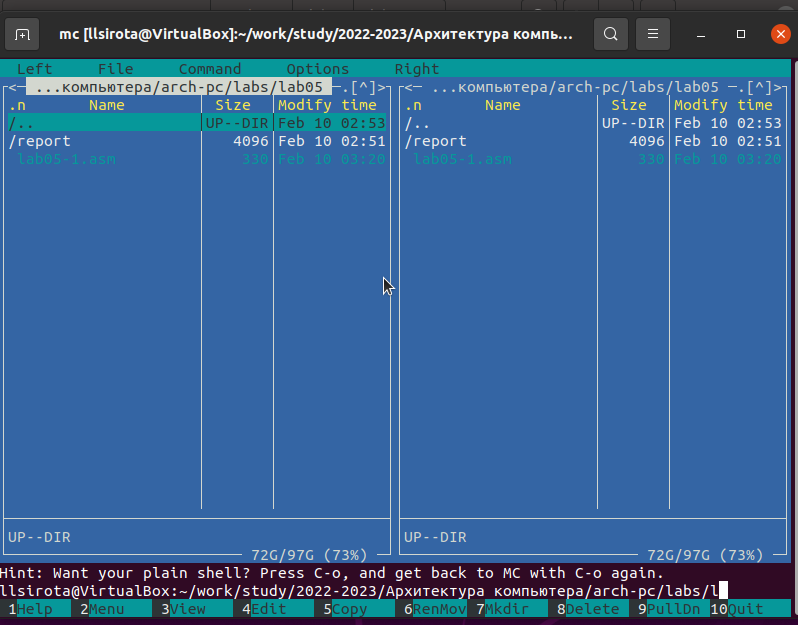 mc [llsirota@VirtualBox]:~/work/study/2022-2023/Архитектура компь...
Left File Command Options Right
<─ ...компьютера/arch-pc/labs/lab05 ─.[^]> <─ ...компьютера/arch-pc/labs/lab05 ─.[^]>
.n Name Size Modify time .n Name Size Modify time
/.. UP--DIR Feb 10 02:53 /.. UP--DIR Feb 10 02:53
/report 4096 Feb 10 02:51 /report 4096 Feb 10 02:51
lab05-1.asm 330 Feb 10 03:20 lab05-1.asm 330 Feb 10 03:20
UP--DIR UP--DIR
72G/97G (73%) 72G/97G (73%)
Hint: Want your plain shell? Press C-o, and get back to MC with C-o again.
llsirota@VirtualBox:~/work/study/2022-2023/Архитектура компьютера/arch-pc/labs/l
1Help 2Menu 3View 4Edit 5Copy 6RenMov 7Mkdir 8Delete 9PullDn 10Quit